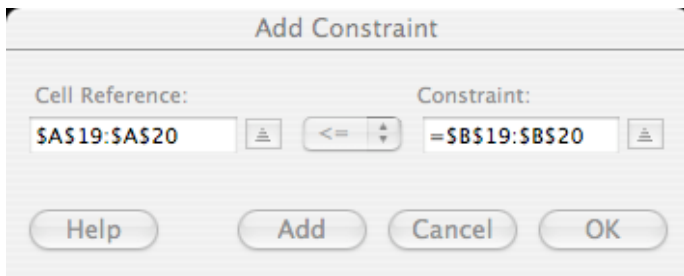 Add Constraint
Cell Reference: Constraint:
$A$19:$A$20 <= =$B$19:$B$20
Help Add Cancel OK